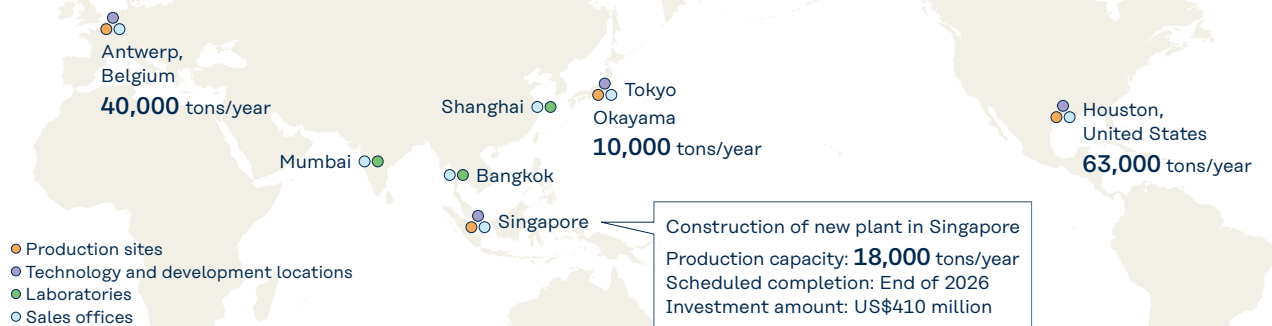 Antwerp,
Belgium
40,000 tons/year
Shanghai
Tokyo
Okayama
10,000 tons/year
Houston,
United States
63,000 tons/year
Mumbai
Bangkok
Singapore
Construction of new plant in Singapore
Production capacity: 18,000 tons/year
Scheduled completion: End of 2026
Investment amount: US$410 million
Production sites
Technology and development locations
Laboratories
Sales offices